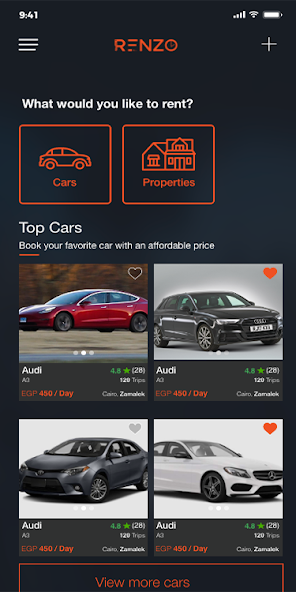 9:41
RENZO
What would you like to rent?
Cars
Properties
Top Cars
Book your favorite car with an affordable price
Audi 4.8 ★ (28)
A3 120 Trips
EGP 450 / Day Cairo, Zamalek
Audi 4.8 ★ (28)
A3 120 Trips
EGP 450 / Day Cairo, Zamalek
Audi 4.8 ★ (28)
A3 120 Trips
EGP 450 / Day Cairo, Zamalek
Audi 4.8 ★ (28)
A3 120 Trips
EGP 450 / Day Cairo, Zamalek
View more cars